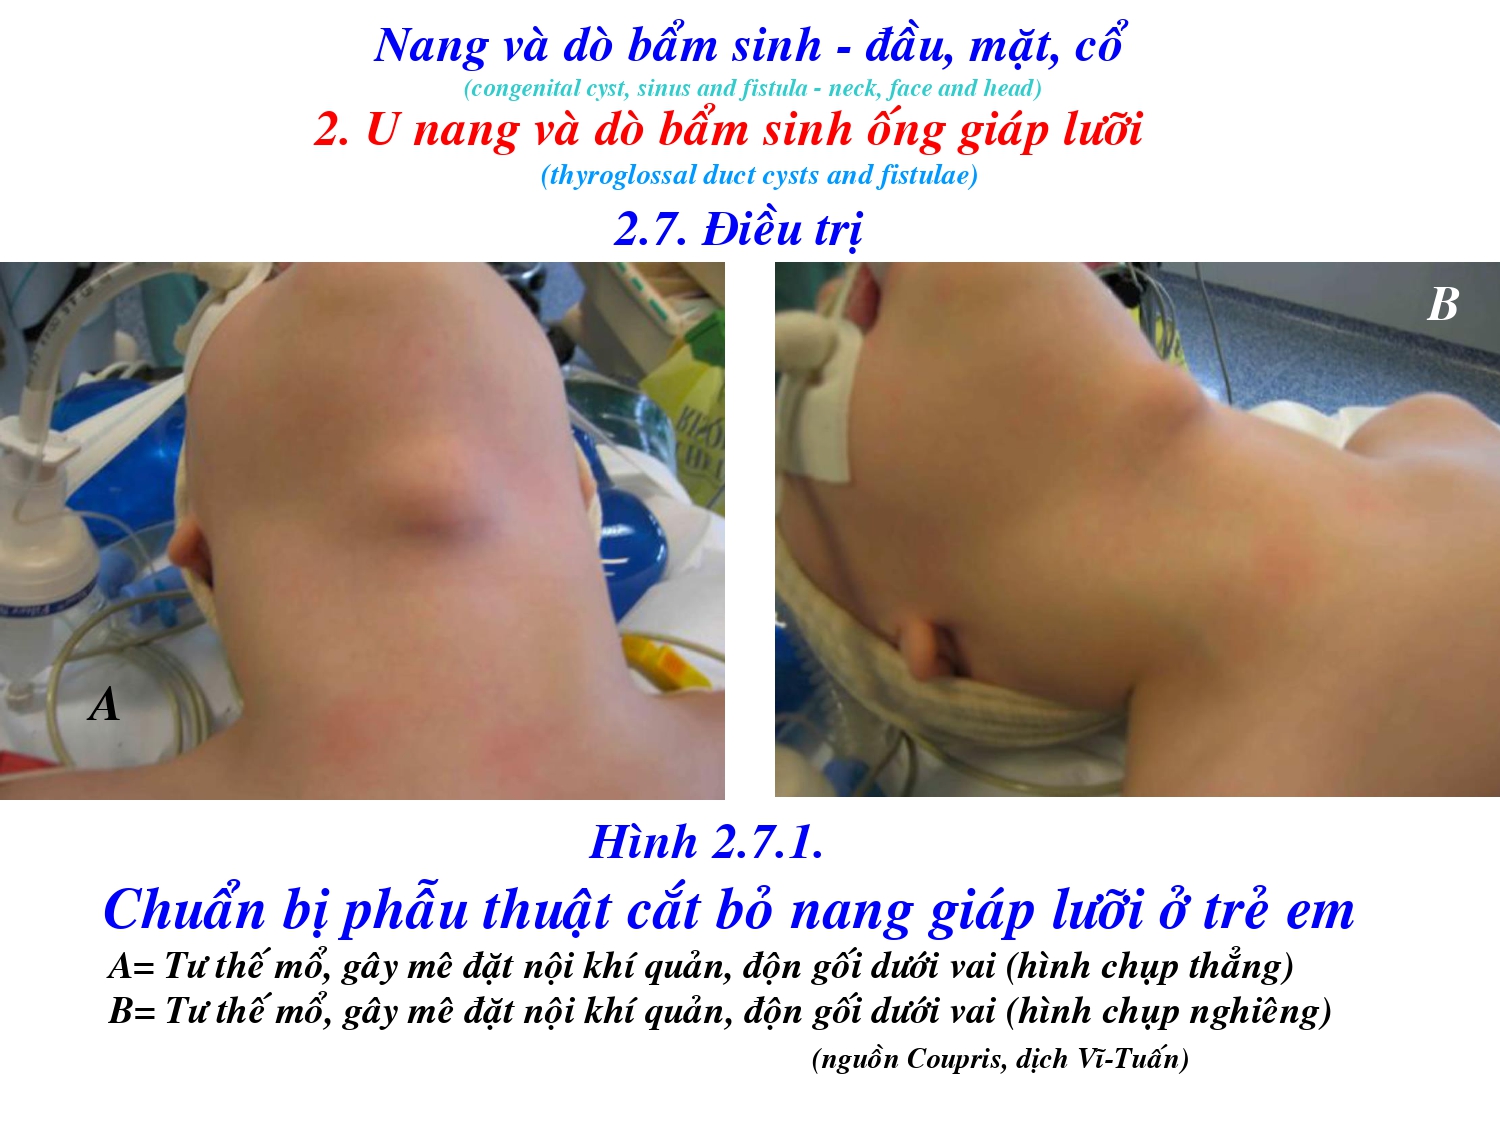 Nang và dò bẩm sinh - đầu, mặt, cổ
(congenital cyst, sinus and fistula - neck, face and head)
2. U nang và dò bẩm sinh ống giáp lưỡi
(thyroglossal duct cysts and fistulae)
2.7. Điều trị
A
B
Hình 2.7.1.
Chuẩn bị phẫu thuật cắt bỏ nang giáp lưỡi ở trẻ em
A= Tư thế mổ, gây mê đặt nội khí quản, độn gối dưới vai (hình chụp thẳng)
B= Tư thế mổ, gây mê đặt nội khí quản, độn gối dưới vai (hình chụp nghiêng)
(nguồn Coupris, dịch Vĩ-Tuấn)